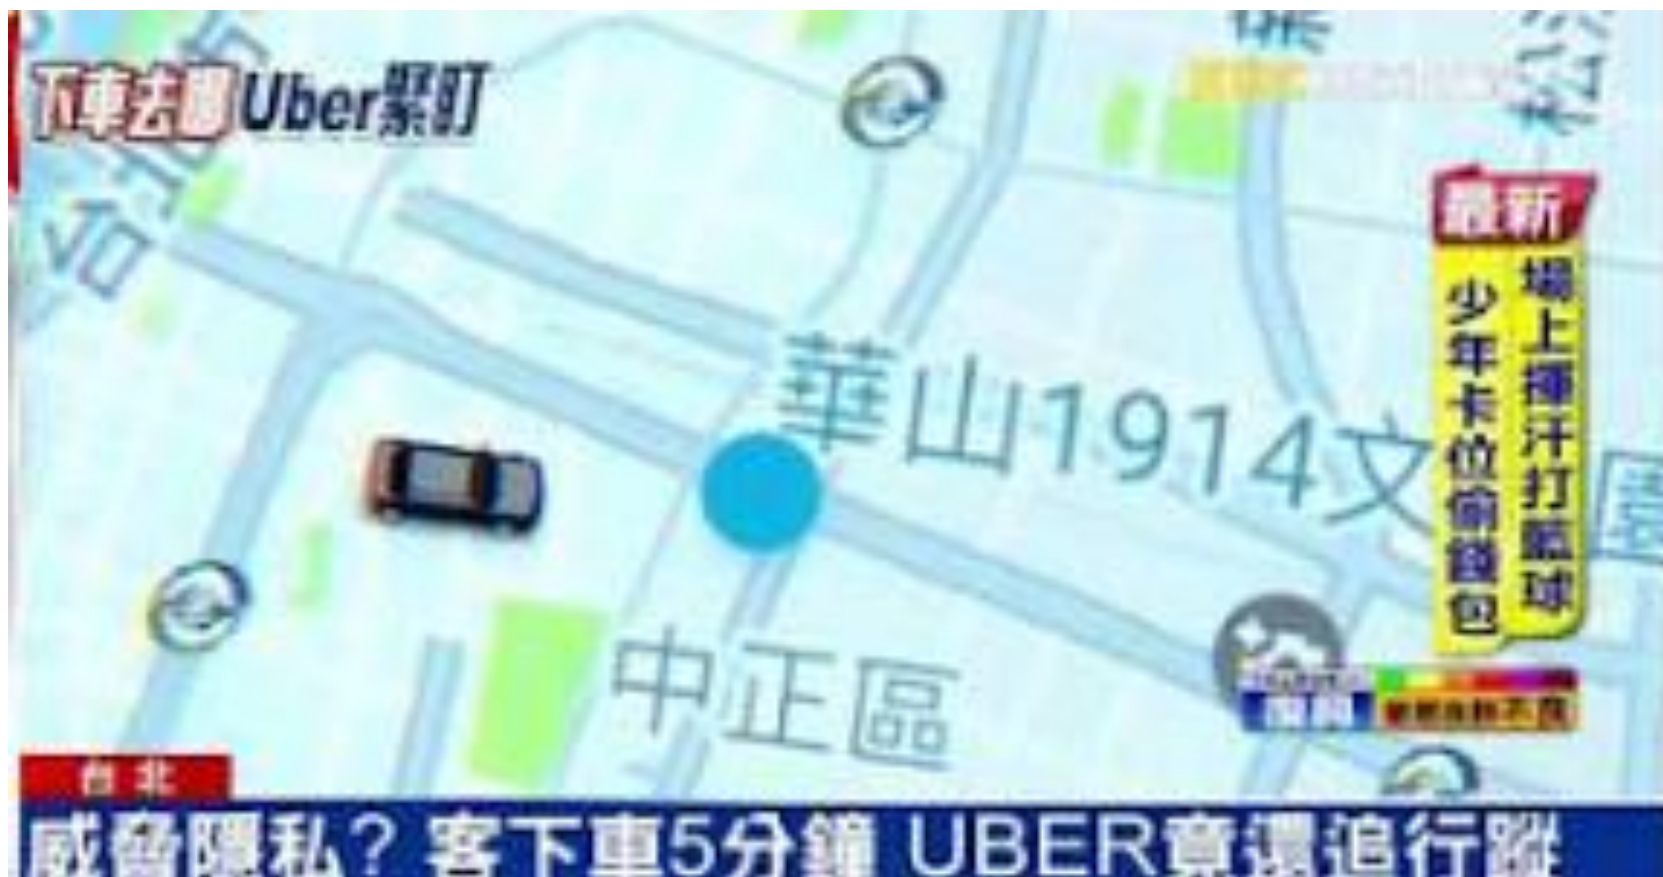 下車去哪Uber緊盯
最新
場上揮汗打籃球
少年卡位偷錢包
華山1914文
園
中正區
台北
威脅隱私? 客下車5分鐘 UBER竟還追行蹤